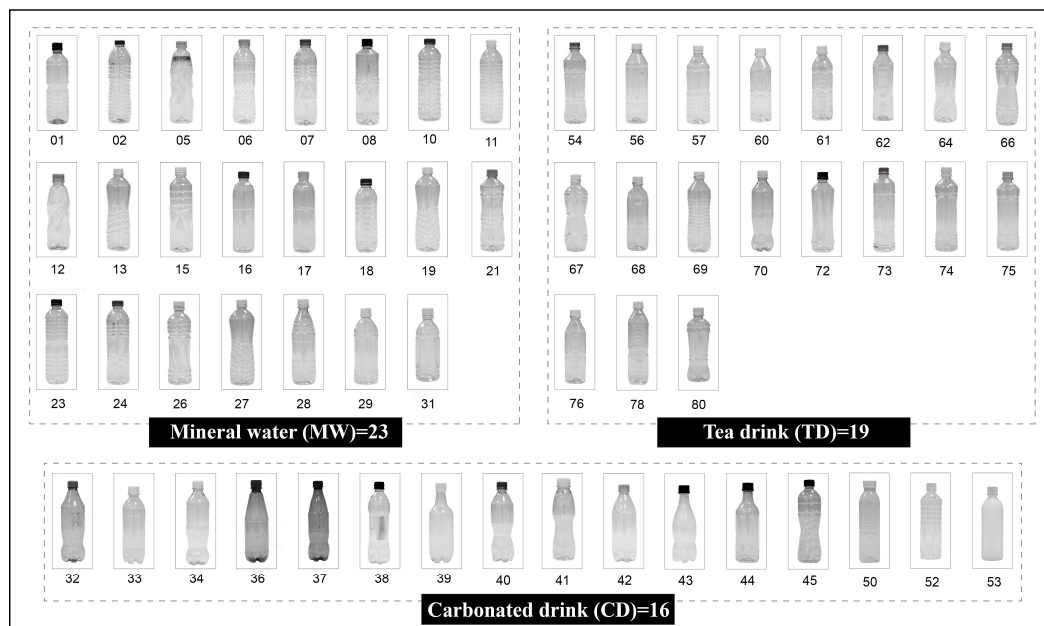 01 02 05 06 07 08 10 11
12 13 15 16 17 18 19 21
23 24 26 27 28 29 31
Mineral water (MW)=23
54 56 57 60 61 62 64 66
67 68 69 70 72 73 74 75
76 78 80
Tea drink (TD)=19
32 33 34 36 37 38 39 40 41 42 43 44 45 50 52 53
Carbonated drink (CD)=16